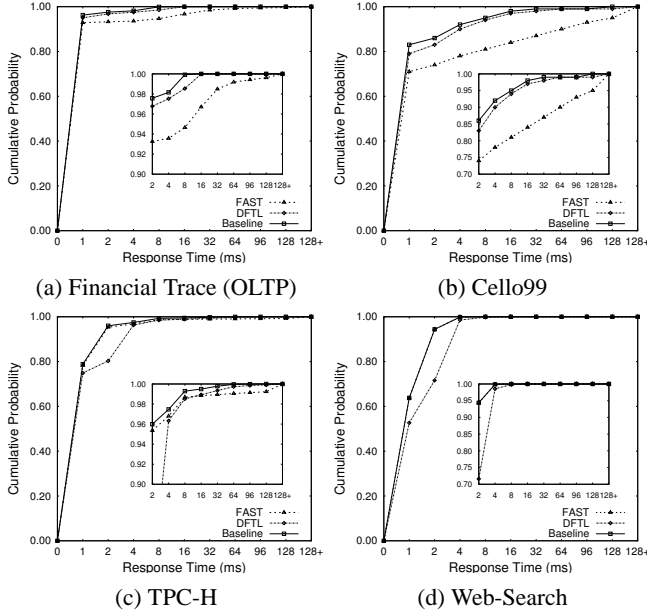 1.00
0.80
0.60
0.40
0.20
0.00
Cumulative Probability
1.00
0.98
0.96
0.94
0.92
0.90
2 4 8 16 32 64 96 128 128+
FAST
DFTL
Baseline
0 1 2 4 8 16 32 64 96 128 128+
Response Time (ms)
(a) Financial Trace (OLTP)
1.00
0.80
0.60
0.40
0.20
0.00
Cumulative Probability
1.00
0.95
0.90
0.85
0.80
0.75
0.70
2 4 8 16 32 64 96 128 128+
FAST
DFTL
Baseline
0 1 2 4 8 16 32 64 96 128 128+
Response Time (ms)
(b) Cello99
1.00
0.80
0.60
0.40
0.20
0.00
Cumulative Probability
1.00
0.98
0.96
0.94
0.92
0.90
2 4 8 16 32 64 96 128 128+
FAST
DFTL
Baseline
0 1 2 4 8 16 32 64 96 128 128+
Response Time (ms)
(c) TPC-H
1.00
0.80
0.60
0.40
0.20
0.00
Cumulative Probability
1.00
0.95
0.90
0.85
0.80
0.75
0.70
2 4 8 16 32 64 96 128 128+
FAST
DFTL
Baseline
0 1 2 4 8 16 32 64 96 128 128+
Response Time (ms)
(d) Web-Search